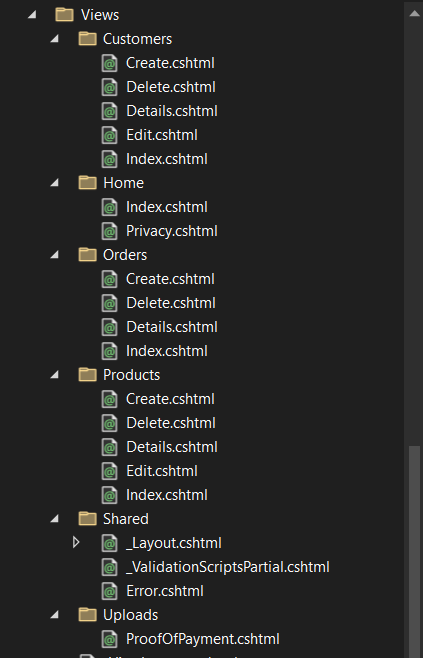 Views
Customers
Create.cshtml
Delete.cshtml
Details.cshtml
Edit.cshtml
Index.cshtml
Home
Index.cshtml
Privacy.cshtml
Orders
Create.cshtml
Delete.cshtml
Details.cshtml
Index.cshtml
Products
Create.cshtml
Delete.cshtml
Details.cshtml
Edit.cshtml
Index.cshtml
Shared
_Layout.cshtml
_ValidationScriptsPartial.cshtml
Error.cshtml
Uploads
ProofOfPayment.cshtml